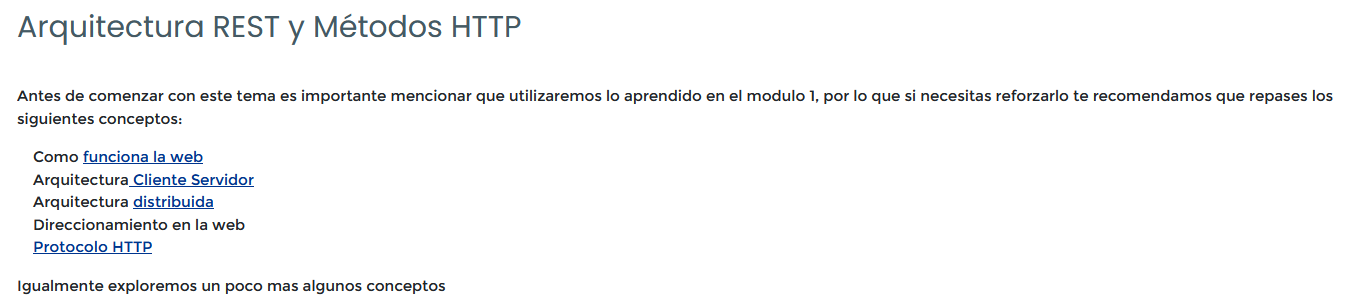 Arquitectura REST y Métodos HTTP
Antes de comenzar con este tema es importante mencionar que utilizaremos lo aprendido en el modulo 1, por lo que si necesitas reforzarlo te recomendamos que repases los
siguientes conceptos:
Como funciona la web
Arquitectura Cliente Servidor
Arquitectura distribuida
Direccionamiento en la web
Protocolo HTTP
Igualmente exploremos un poco mas algunos conceptos